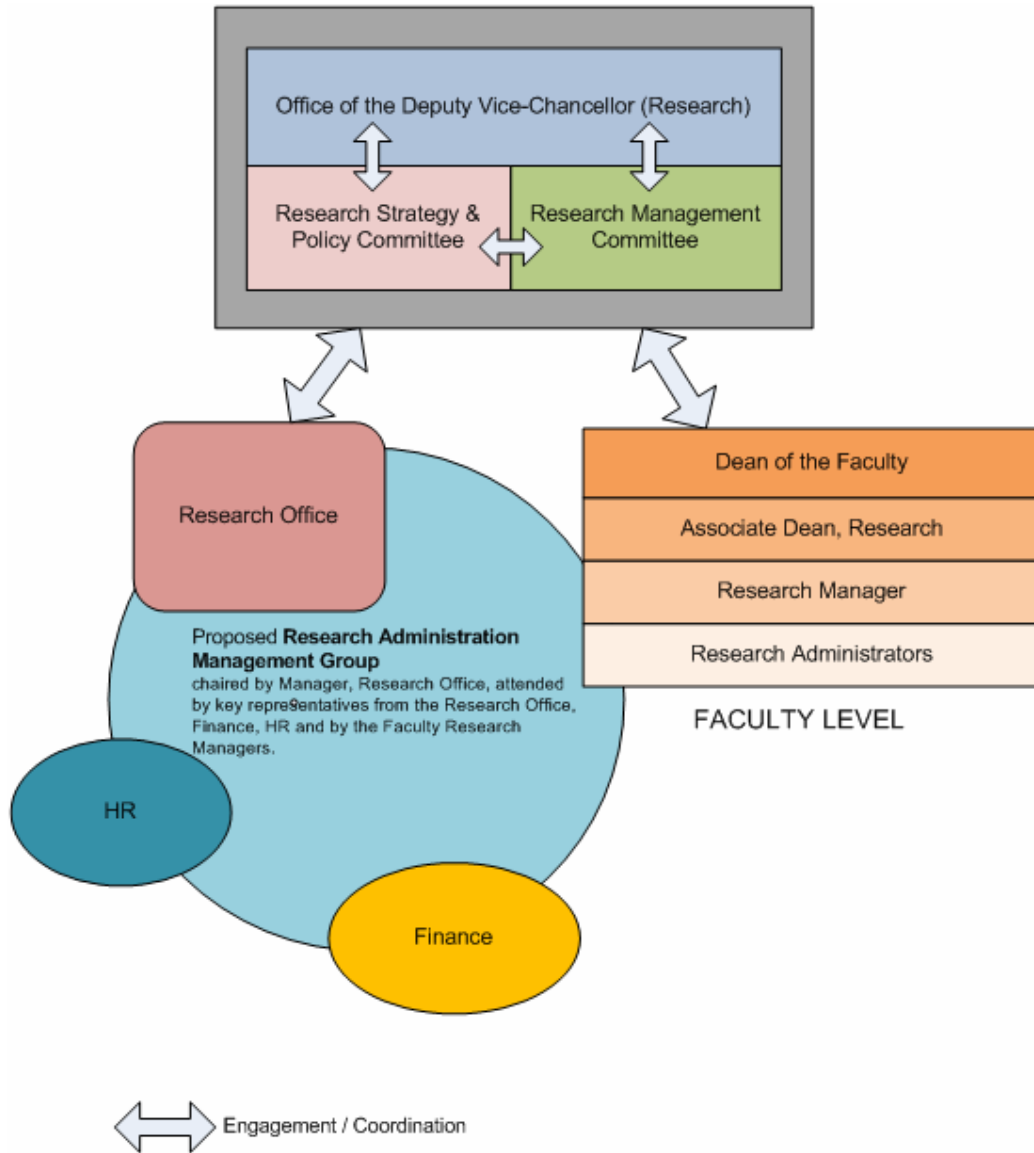 Office of the Deputy Vice-Chancellor (Research)
Research Strategy &
Policy Committee
Research Management
Committee
Research Office
Dean of the Faculty
Associate Dean, Research
Research Manager
Research Administrators
FACULTY LEVEL
Proposed Research Administration
Management Group
chaired by Manager, Research Office, attended
by key repre9entatives from the Research Office,
Finance, HR and by the Faculty Research
Managers.
HR
Finance
Engagement / Coordination